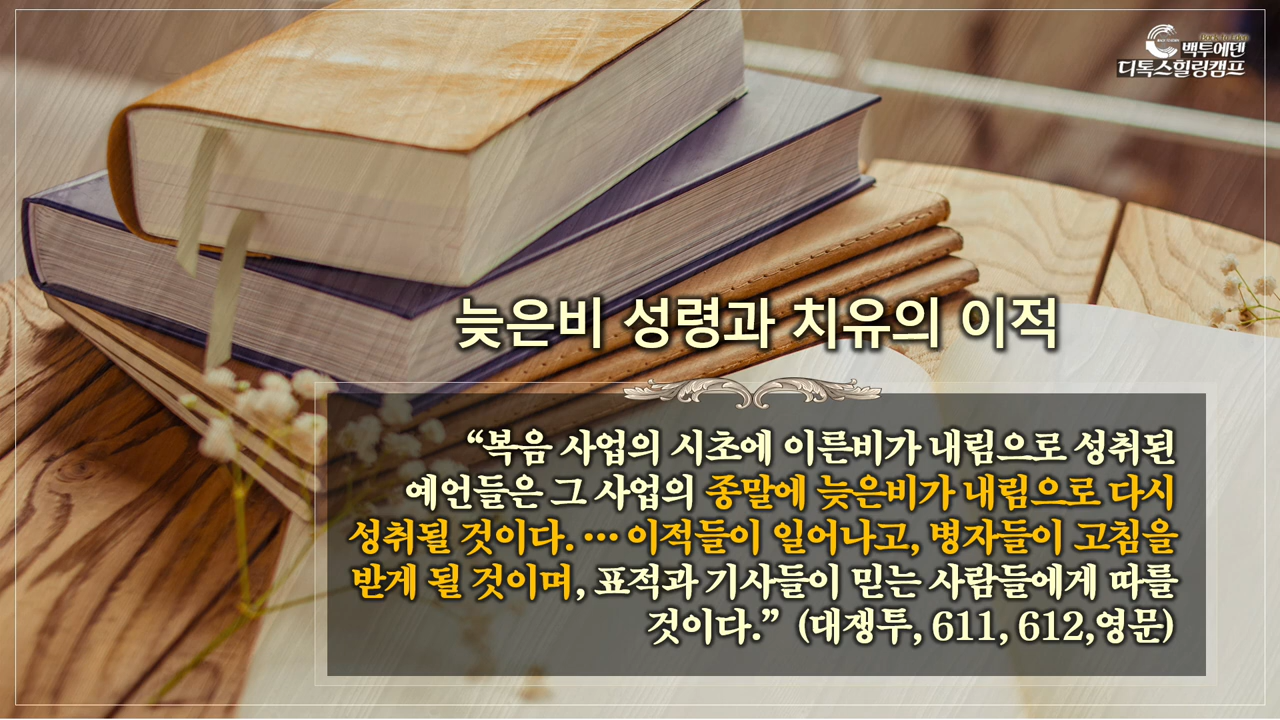 Back to Eden
백투에덴
디톡스힐링캠프
늦은비 성령과 치유의 이적
“복음 사업의 시초에 이른비가 내림으로 성취된
예언들은 그 사업의 종말에 늦은비가 내림으로 다시
성취될 것이다. … 이적들이 일어나고, 병자들이 고침을
받게 될 것이며, 표적과 기사들이 믿는 사람들에게 따를
것이다.” (대쟁투, 611, 612,영문)